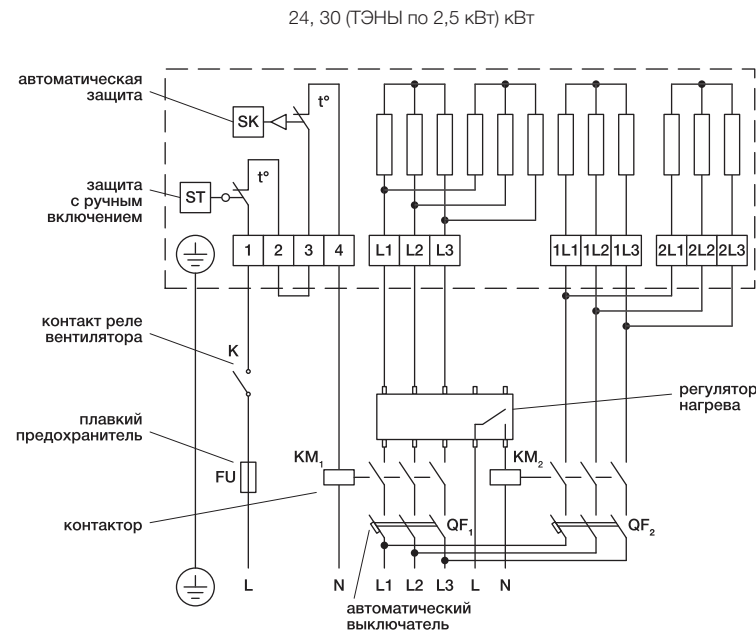 24, 30 (ТЭНЫ по 2,5 кВт) кВт
автоматическая
защита
SK
t°
защита
с ручным
включением
ST
t°
1 2 3 4 L1 L2 L3 1L1 1L2 1L3 2L1 2L2 2L3
контакт реле
вентилятора
K
регулятор
нагрева
плавкий
предохранитель
FU
KM1
KM2
контактор
QF1
QF2
L N L1 L2 L3 L N
автоматический
выключатель